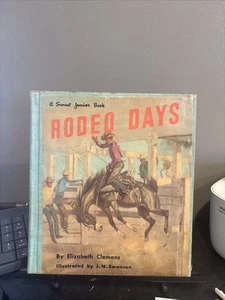 A Sunset Junior Book
RODEO DAYS
By Elizabeth Clemons
Illustrated by J. N. Swanson